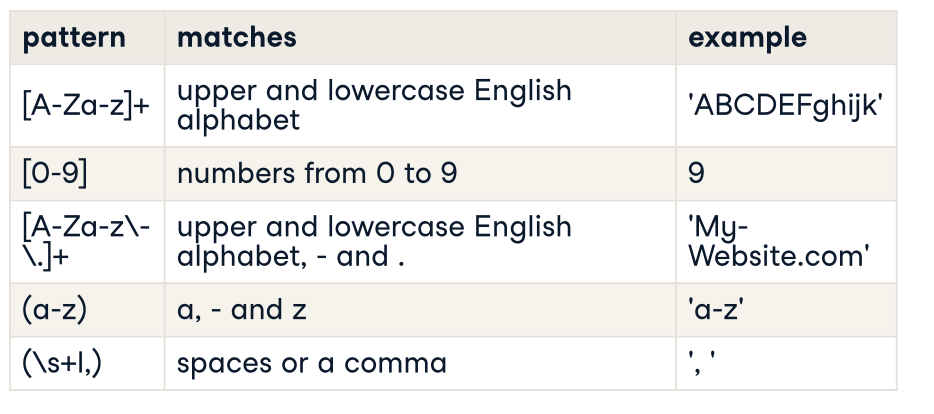 pattern matches example
[A-Za-z]+
upper and lowercase English
alphabet
'ABCDEFghijk'
[0-9] numbers from 0 to 9 9
[A-Za-z\-
\.]+
upper and lowercase English
alphabet, - and .
'My-
Website.com'
(a-z) a, - and z 'a-z'
(\s+l,) spaces or a comma ', '